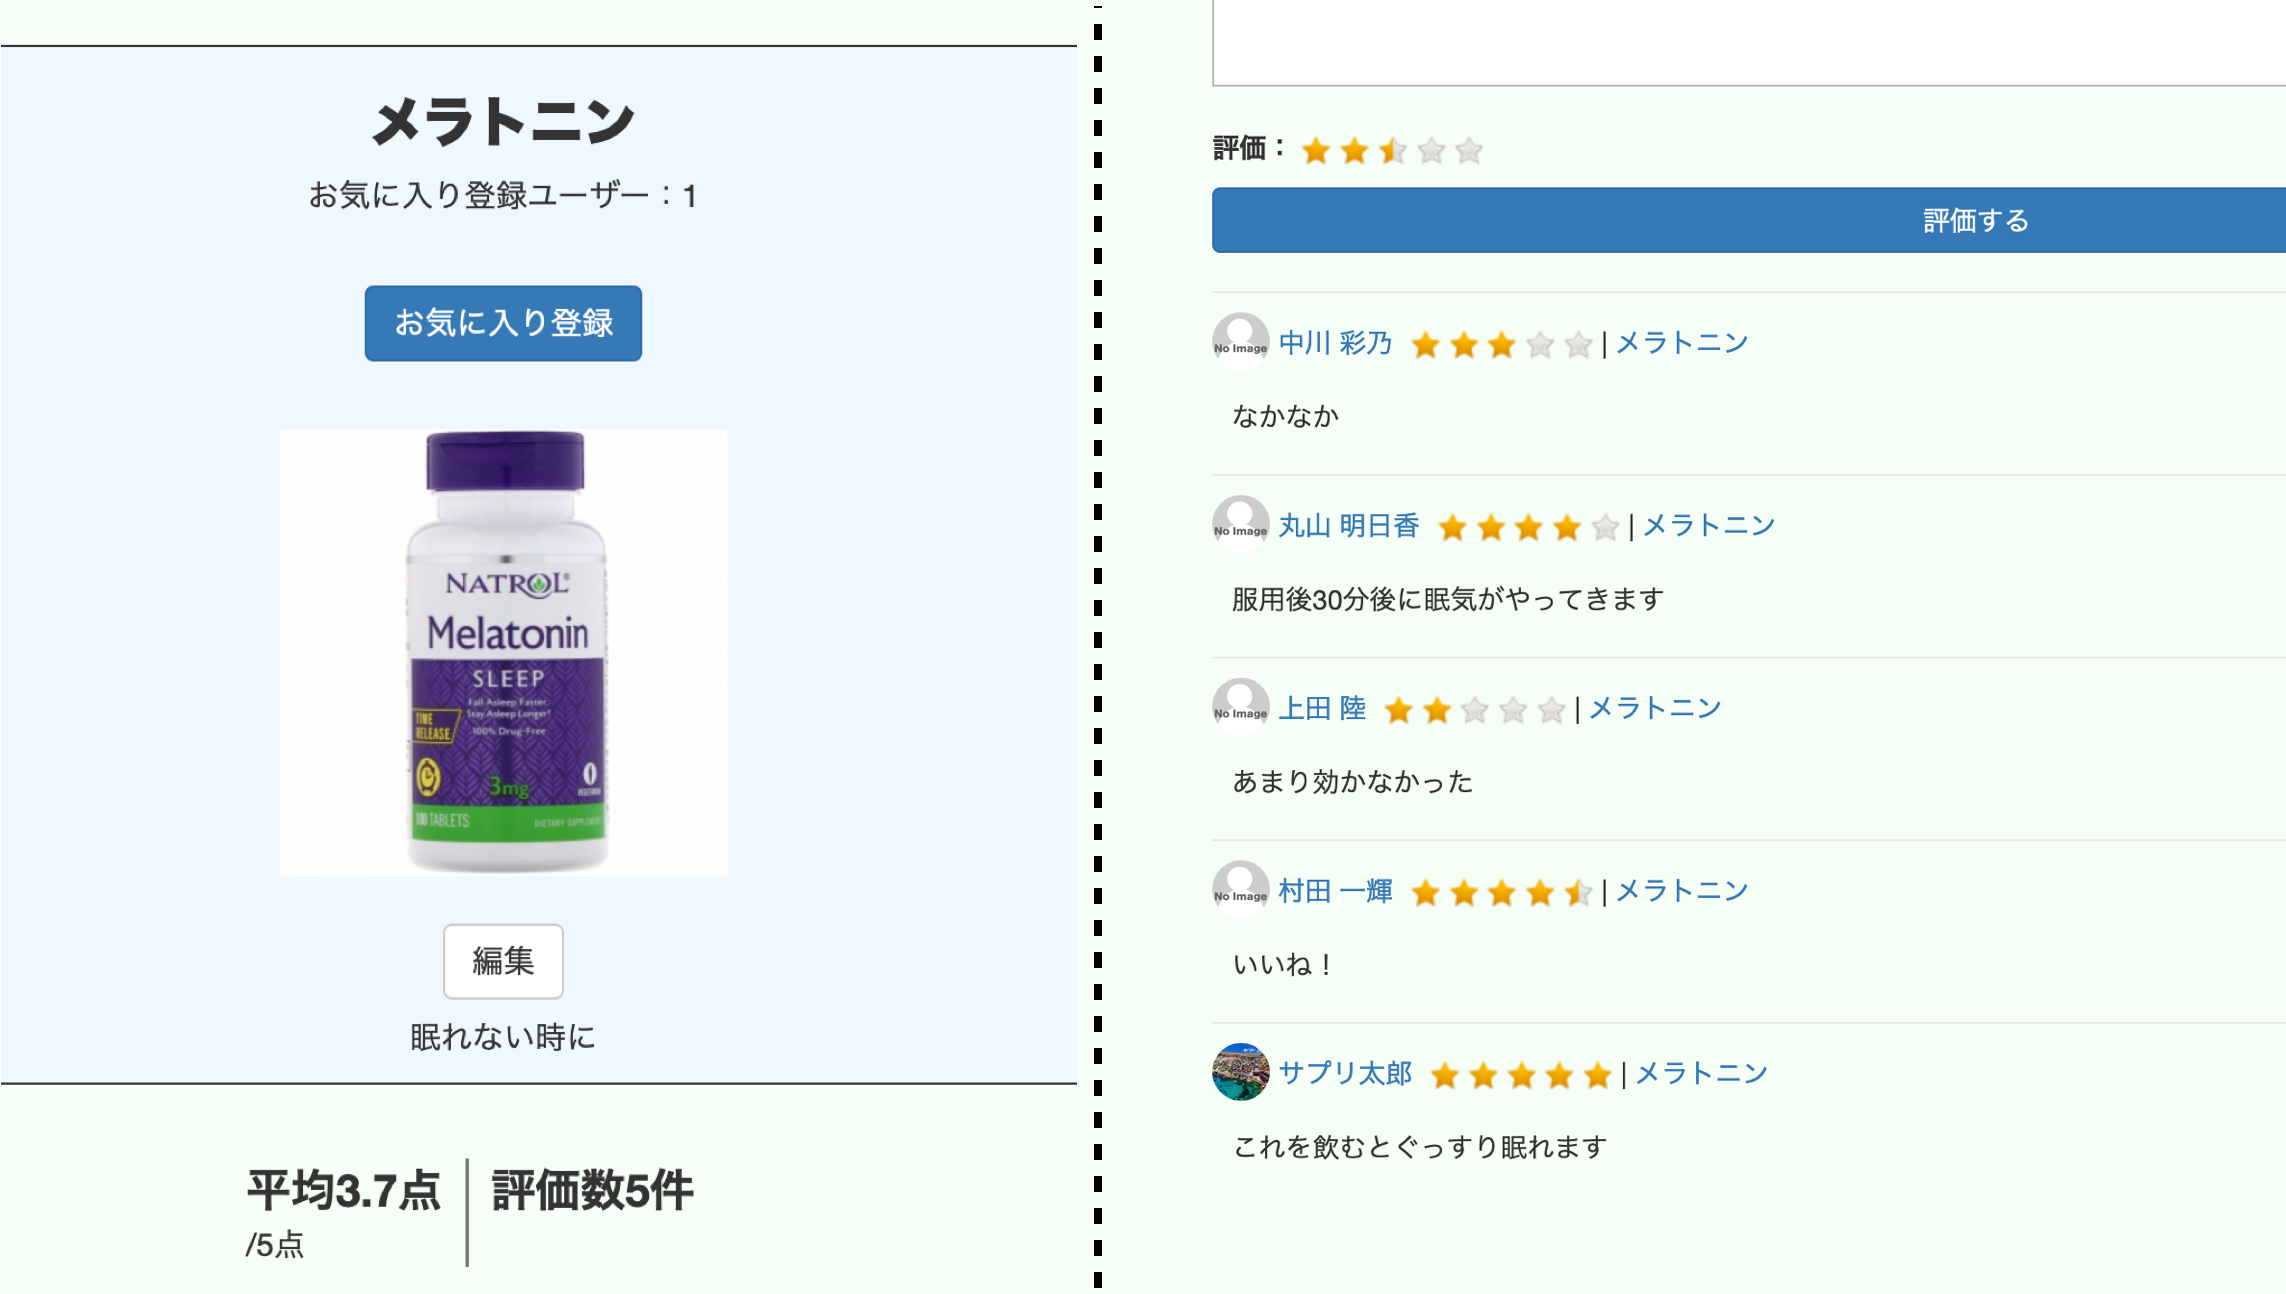 メラトニン
お気に入り登録ユーザー：1
お気に入り登録
NATROL®
Melatonin
SLEEP
Fall Asleep Faster,
Stay Asleep Longer†
100% Drug-Free
TIME
RELEASE
3mg
100 TABLETS
DIETARY SUPPLEMENT
編集
眠れない時に
平均3.7点
/5点
評価数5件
評価：
評価する
No Image 中川 彩乃 | メラトニン
なかなか
No Image 丸山 明日香 | メラトニン
服用後30分後に眠気がやってきます
No Image 上田 陸 | メラトニン
あまり効かなかった
No Image 村田 一輝 | メラトニン
いいね！
サプリ太郎 | メラトニン
これを飲むとぐっすり眠れます